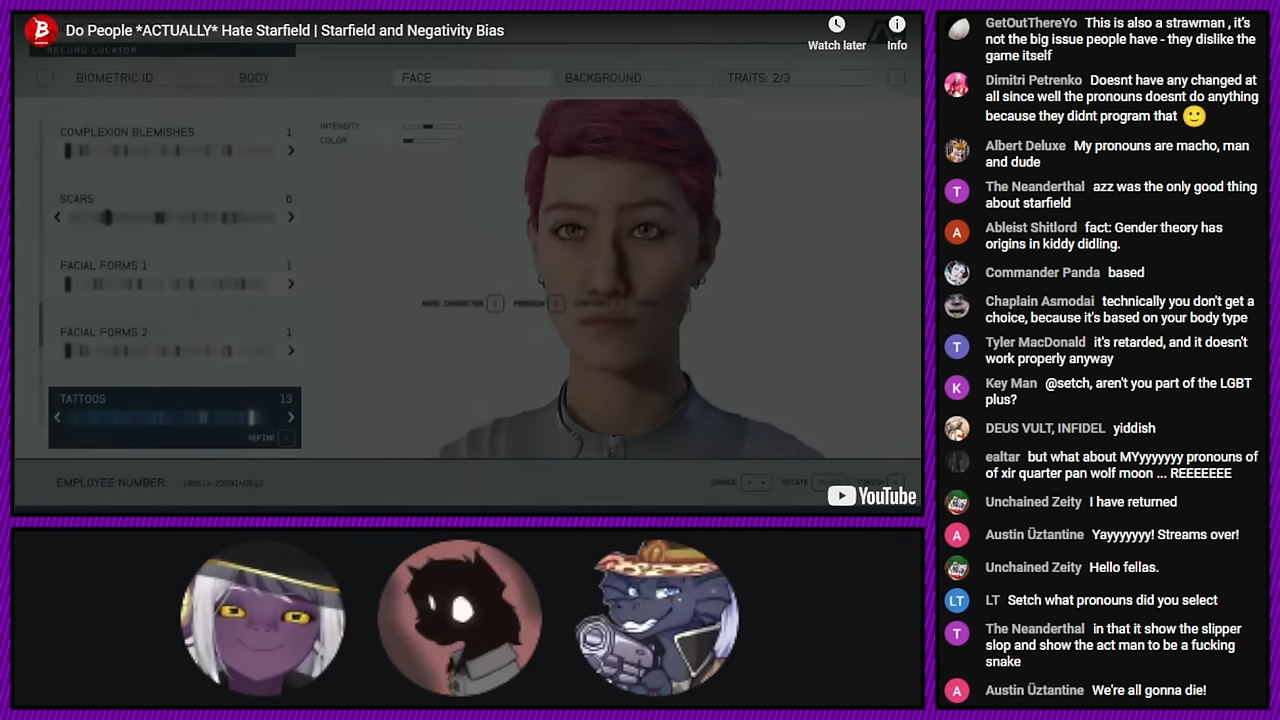 Do People *ACTUALLY* Hate Starfield | Starfield and Negativity Bias
Watch later
Info
RECORD LOCATOR
BIOMETRIC ID
BODY
FACE
BACKGROUND
TRAITS: 2/3
COMPLEXION BLEMISHES 1
INTENSITY
COLOR
SCARS 6
FACIAL FORMS 1 1
FACIAL FORMS 2 1
TATTOOS 13
REFINE
CHARACTER
PRONOUN
EMPLOYEE NUMBER:
CHANGE
ROTATE
YouTube
GetOutThereYo This is also a strawman , it's
not the big issue people have - they dislike the
game itself
Dimitri Petrenko Doesnt have any changed at
all since well the pronouns doesnt do anything
because they didnt program that 🙂
Albert Deluxe My pronouns are macho, man
and dude
T
The Neanderthal azz was the only good thing
about starfield
A
Ableist Shitlord fact: Gender theory has
origins in kiddy didling.
Commander Panda based
Chaplain Asmodai technically you don't get a
choice, because it's based on your body type
T
Tyler MacDonald it's retarded, and it doesn't
work properly anyway
K
Key Man @setch, aren't you part of the LGBT
plus?
DEUS VULT, INFIDEL yiddish
ealtar but what about MYyyyyyy pronouns of
of xir quarter pan wolf moon ... REEEEEEE
Unchained Zeity I have returned
A
Austin Üztantine Yayyyyyy! Streams over!
Unchained Zeity Hello fellas.
LT
LT Setch what pronouns did you select
T
The Neanderthal in that it show the slipper
slop and show the act man to be a fucking
snake
A
Austin Üztantine We're all gonna die!